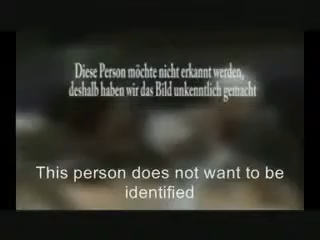 Diese Person möchte nicht erkannt werden,
deshalb haben wir das Bild unkenntlich gemacht
This person does not want to be
identified